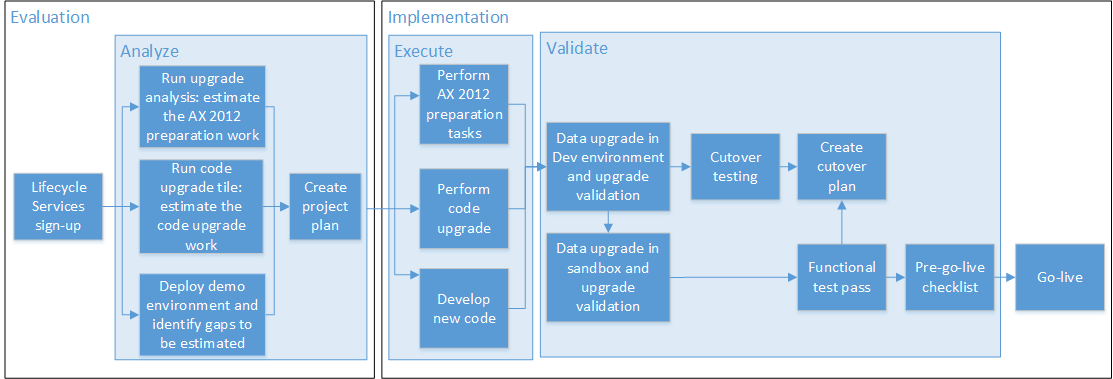 Evaluation
Analyze
Lifecycle
Services
sign-up
Run upgrade
analysis: estimate
the AX 2012
preparation work
Run code
upgrade tile:
estimate the
code upgrade
work
Deploy demo
environment and
identify gaps to
be estimated
Create
project
plan
Implementation
Execute
Perform
AX 2012
preparation
tasks
Perform
code
upgrade
Develop
new code
Validate
Data upgrade in
Dev environment
and upgrade
validation
Cutover
testing
Create
cutover
plan
Data upgrade in
sandbox and
upgrade
validation
Functional
test pass
Pre-go-live
checklist
Go-live